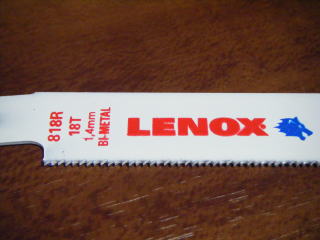 818R
18T
1,4mm
BI-METAL
LENOX